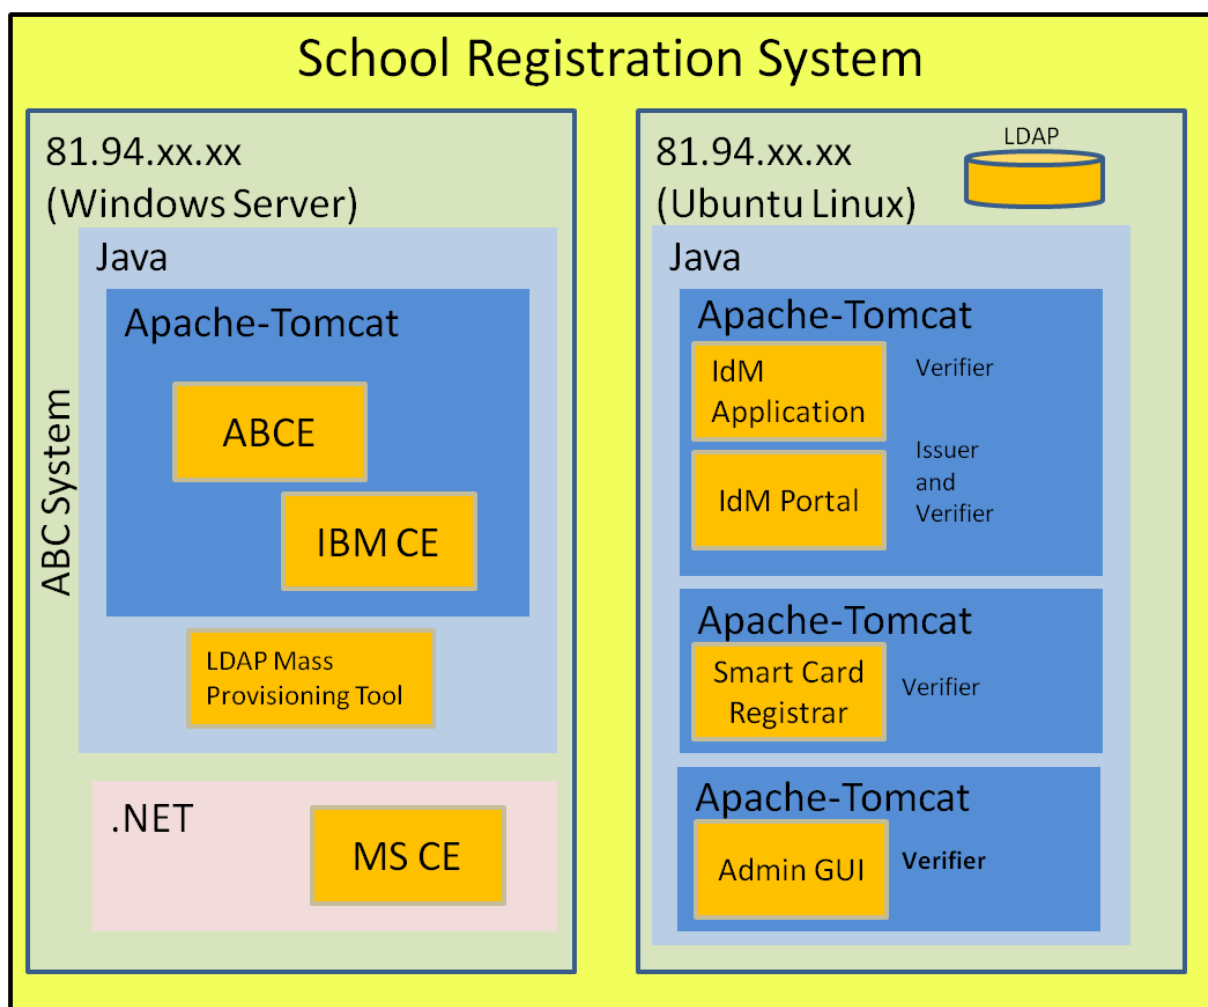 School Registration System
81.94.xx.xx
(Windows Server)
ABC System
Java
Apache-Tomcat
ABCE
IBM CE
LDAP Mass
Provisioning Tool
.NET
MS CE
81.94.xx.xx
(Ubuntu Linux)
LDAP
Java
Apache-Tomcat
IdM
Application
Verifier
IdM Portal
Issuer
and
Verifier
Apache-Tomcat
Smart Card
Registrar
Verifier
Apache-Tomcat
Admin GUI
Verifier